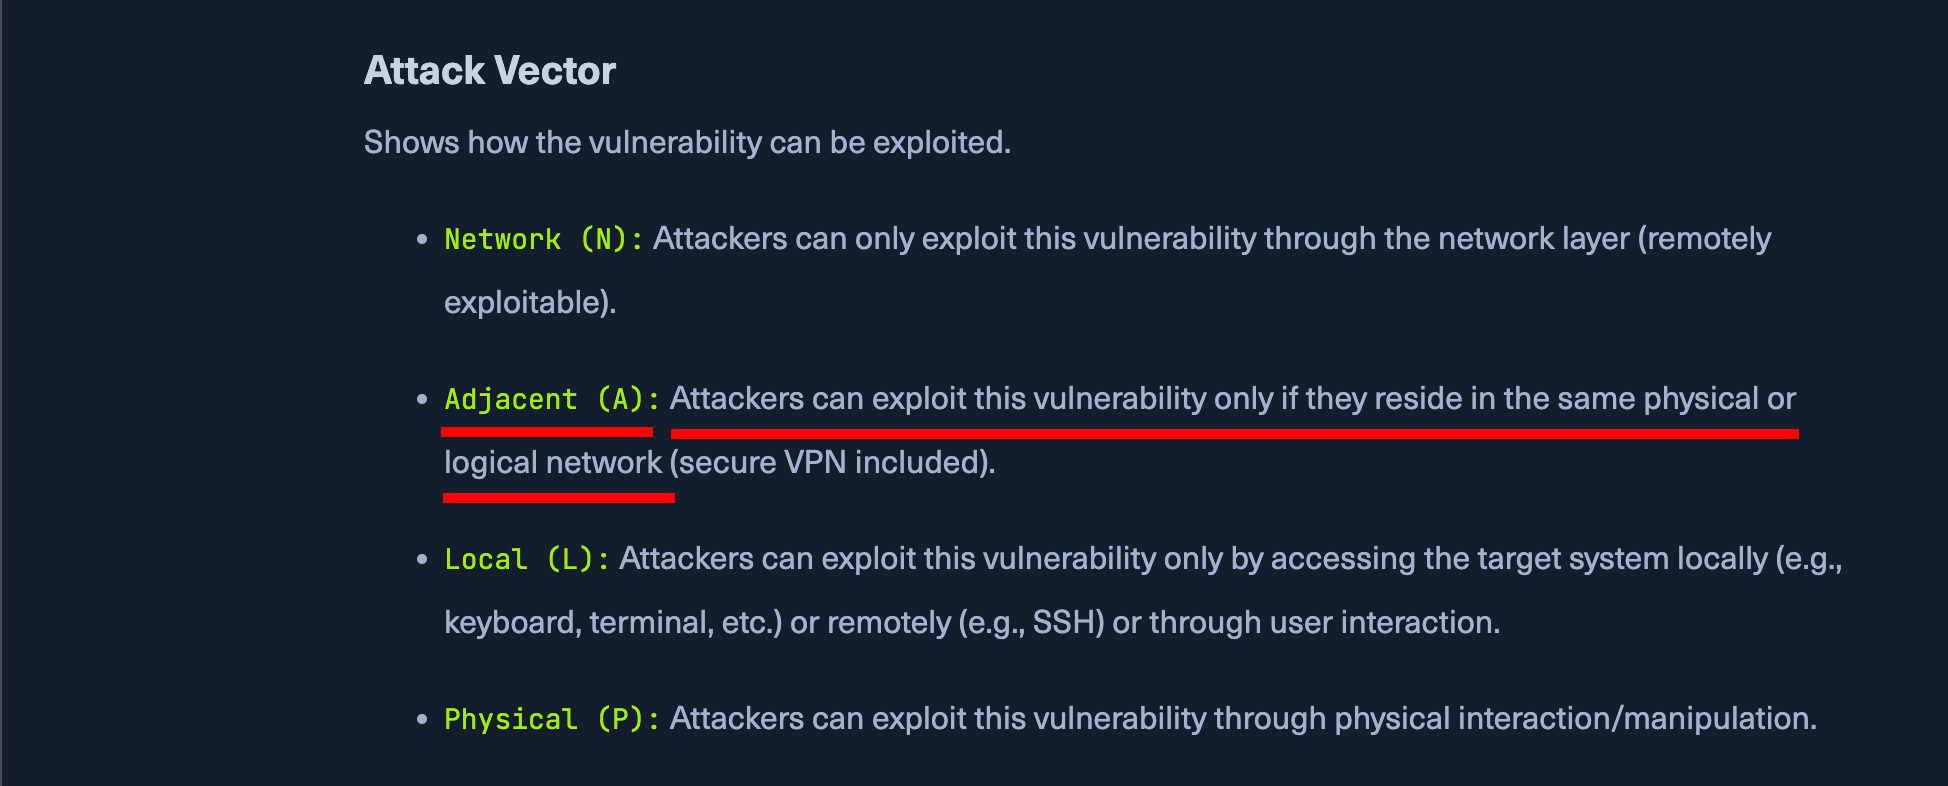 Attack Vector
Shows how the vulnerability can be exploited.
• Network (N): Attackers can only exploit this vulnerability through the network layer (remotely
exploitable).
• Adjacent (A): Attackers can exploit this vulnerability only if they reside in the same physical or
logical network (secure VPN included).
• Local (L): Attackers can exploit this vulnerability only by accessing the target system locally (e.g.,
keyboard, terminal, etc.) or remotely (e.g., SSH) or through user interaction.
• Physical (P): Attackers can exploit this vulnerability through physical interaction/manipulation.